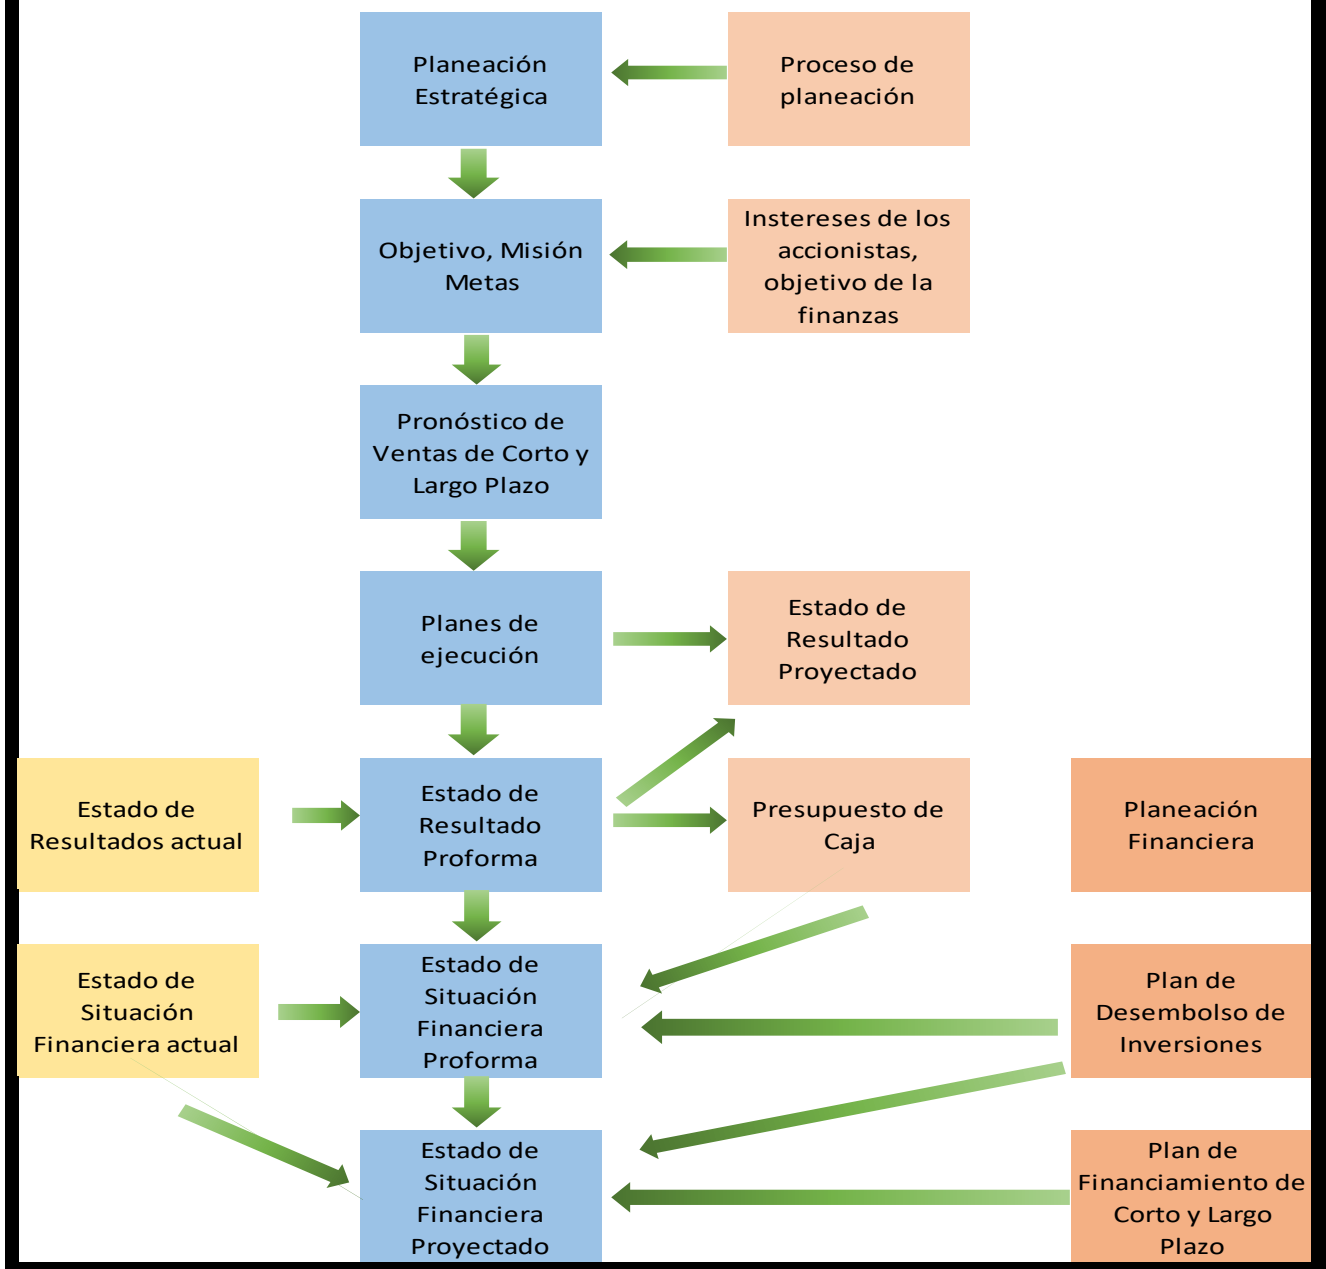 Planeación
Estratégica
Proceso de
planeación
Objetivo, Misión
Metas
Instereses de los
accionistas,
objetivo de la
finanzas
Pronóstico de
Ventas de Corto y
Largo Plazo
Planes de
ejecución
Estado de
Resultado
Proyectado
Estado de
Resultados actual
Estado de
Resultado
Proforma
Presupuesto de
Caja
Planeación
Financiera
Estado de
Situación
Financiera actual
Estado de
Situación
Financiera
Proforma
Plan de
Desembolso de
Inversiones
Estado de
Situación
Financiera
Proyectado
Plan de
Financiamiento de
Corto y Largo
Plazo